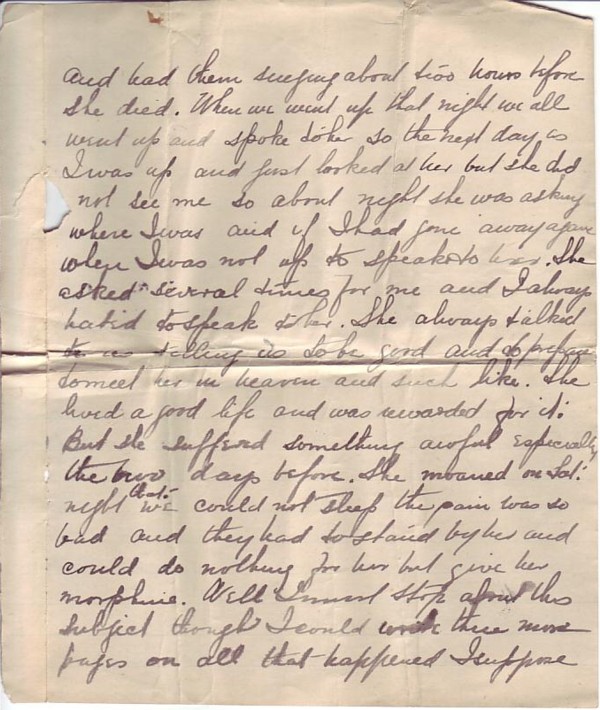 and had them singing about two hours before
she died. When we went up that night we all
went up and spoke to her so the next day as
I was up and just looked at her but she did
not see me so about night she was asking
where I was and if I had gone away again
when I was not up to speak to her. She
asked several times for me and I always
hated to speak to her. She always talked
to us telling us to be good and to prepare
to meet her in heaven and such like. She
lived a good life and was rewarded for it.
But she suffered something awful especially
the two days before. She moaned on Sat.
night that we could not sleep the pain was so
bad and they had to stand by her and
could do nothing for her but give her
morphine. Well I must stop about this
subject though I could write three more
pages on all that happened I suppose